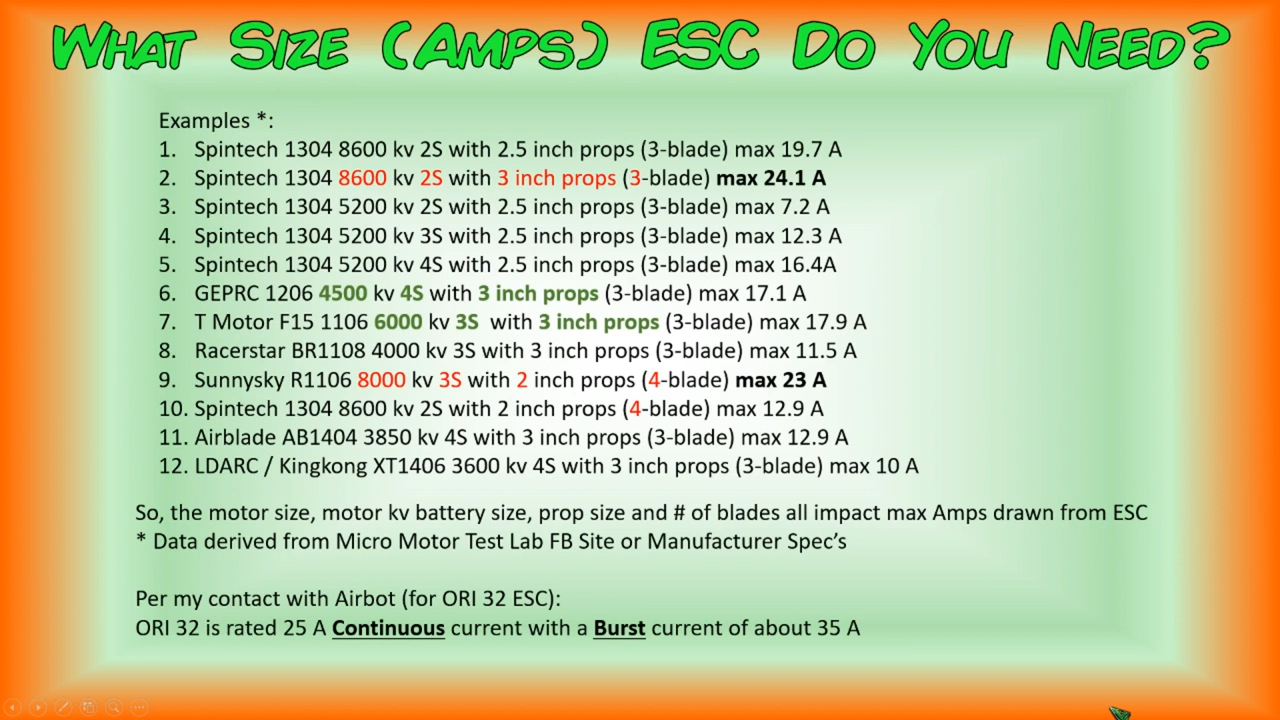 What Size (Amps) ESC Do You Need?
Examples *:
1. Spintech 1304 8600 kv 2S with 2.5 inch props (3-blade) max 19.7 A
2. Spintech 1304 8600 kv 2S with 3 inch props (3-blade) max 24.1 A
3. Spintech 1304 5200 kv 2S with 2.5 inch props (3-blade) max 7.2 A
4. Spintech 1304 5200 kv 3S with 2.5 inch props (3-blade) max 12.3 A
5. Spintech 1304 5200 kv 4S with 2.5 inch props (3-blade) max 16.4A
6. GEPRC 1206 4500 kv 4S with 3 inch props (3-blade) max 17.1 A
7. T Motor F15 1106 6000 kv 3S with 3 inch props (3-blade) max 17.9 A
8. Racerstar BR1108 4000 kv 3S with 3 inch props (3-blade) max 11.5 A
9. Sunnysky R1106 8000 kv 3S with 2 inch props (4-blade) max 23 A
10. Spintech 1304 8600 kv 2S with 2 inch props (4-blade) max 12.9 A
11. Airblade AB1404 3850 kv 4S with 3 inch props (3-blade) max 12.9 A
12. LDARC / Kingkong XT1406 3600 kv 4S with 3 inch props (3-blade) max 10 A
So, the motor size, motor kv battery size, prop size and # of blades all impact max Amps drawn from ESC
* Data derived from Micro Motor Test Lab FB Site or Manufacturer Spec's
Per my contact with Airbot (for ORI 32 ESC):
ORI 32 is rated 25 A Continuous current with a Burst current of about 35 A